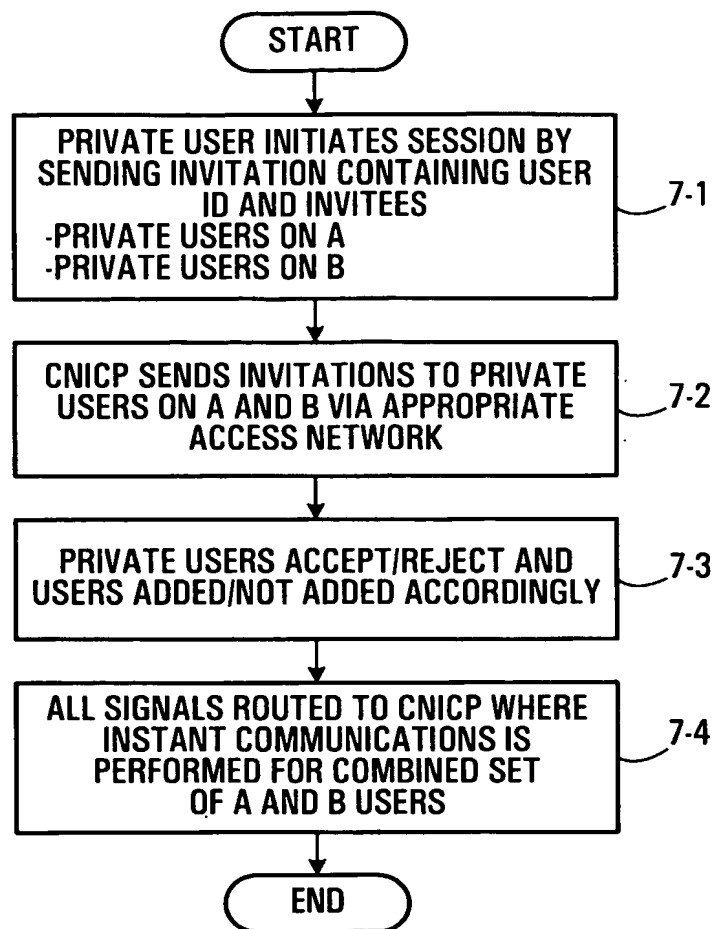 START
PRIVATE USER INITIATES SESSION BY
SENDING INVITATION CONTAINING USER
ID AND INVITEES
-PRIVATE USERS ON A
-PRIVATE USERS ON B
7-1
CNICP SENDS INVITATIONS TO PRIVATE
USERS ON A AND B VIA APPROPRIATE
ACCESS NETWORK
7-2
PRIVATE USERS ACCEPT/REJECT AND
USERS ADDED/NOT ADDED ACCORDINGLY
7-3
ALL SIGNALS ROUTED TO CNICP WHERE
INSTANT COMMUNICATIONS IS
PERFORMED FOR COMBINED SET
OF A AND B USERS
7-4
END